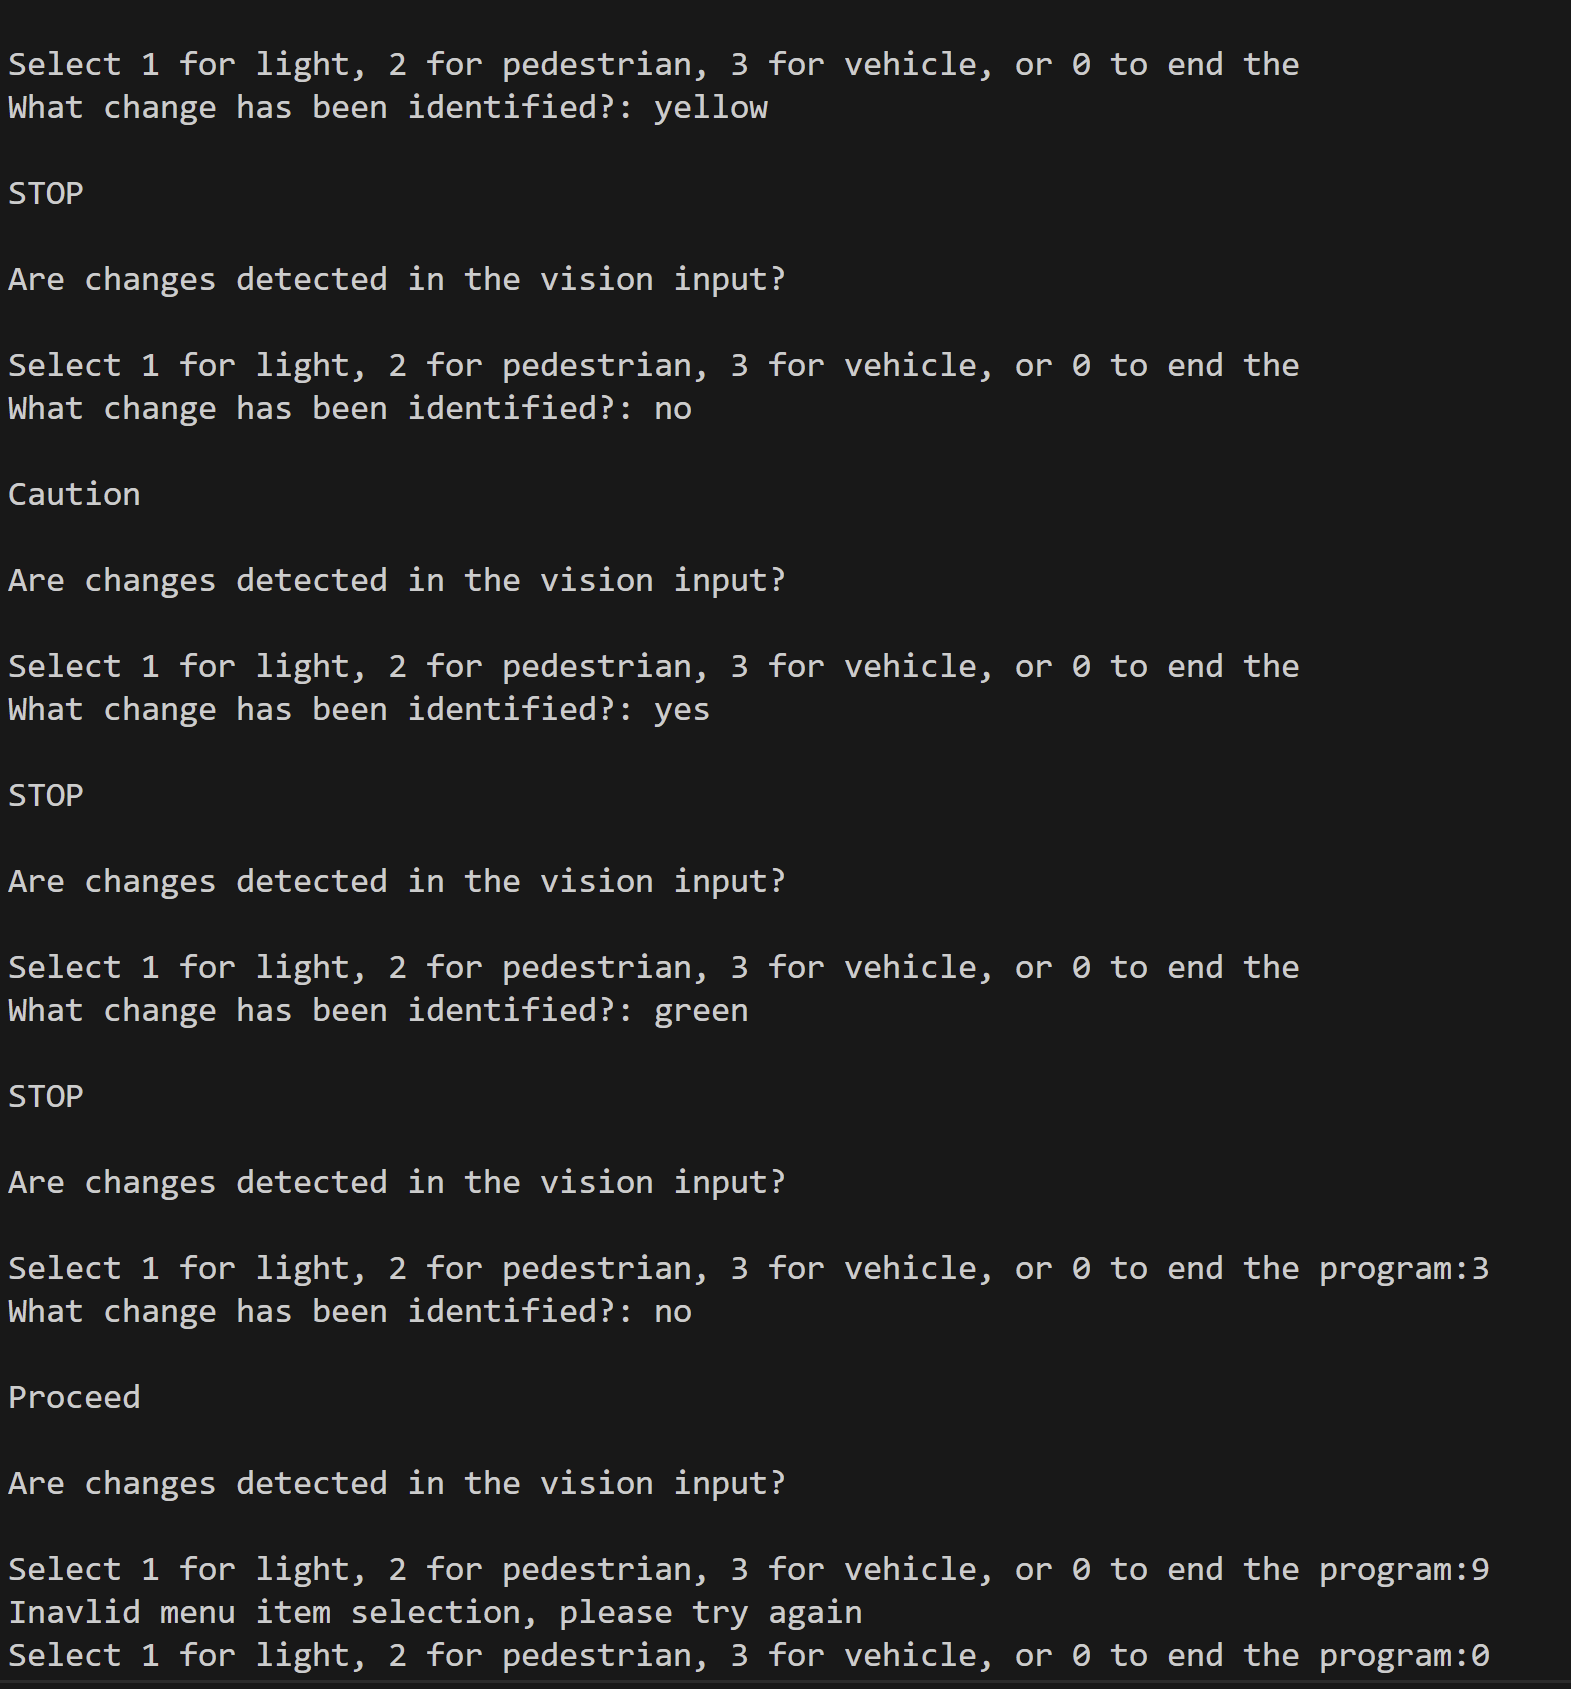 Select 1 for light, 2 for pedestrian, 3 for vehicle, or 0 to end the
What change has been identified?: yellow
STOP
Are changes detected in the vision input?
Select 1 for light, 2 for pedestrian, 3 for vehicle, or 0 to end the
What change has been identified?: no
Caution
Are changes detected in the vision input?
Select 1 for light, 2 for pedestrian, 3 for vehicle, or 0 to end the
What change has been identified?: yes
STOP
Are changes detected in the vision input?
Select 1 for light, 2 for pedestrian, 3 for vehicle, or 0 to end the
What change has been identified?: green
STOP
Are changes detected in the vision input?
Select 1 for light, 2 for pedestrian, 3 for vehicle, or 0 to end the program:3
What change has been identified?: no
Proceed
Are changes detected in the vision input?
Select 1 for light, 2 for pedestrian, 3 for vehicle, or 0 to end the program:9
Inavlid menu item selection, please try again
Select 1 for light, 2 for pedestrian, 3 for vehicle, or 0 to end the program:0